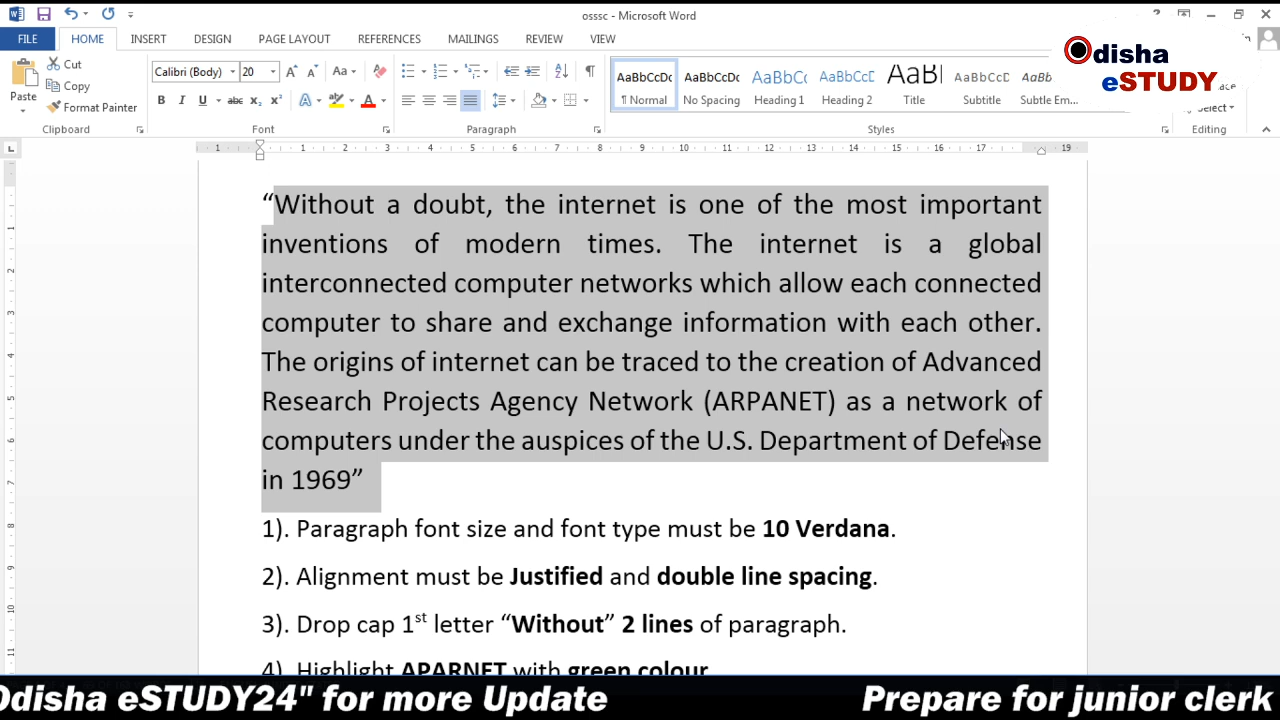 osssc - Microsoft Word
FILE HOME INSERT DESIGN PAGE LAYOUT REFERENCES MAILINGS REVIEW VIEW
Odisha
eSTUDY
Paste
Cut
Copy
Format Painter
Calibri (Body) 20
AaBbCcDc AaBbCcDc AaBbCc AaBbCcC AaBl AaBbCcD AaBb
¶ Normal No Spacing Heading 1 Heading 2 Title Subtitle Subtle Em...
Select
Clipboard Font Paragraph Styles Editing
“Without a doubt, the internet is one of the most important
inventions of modern times. The internet is a global
interconnected computer networks which allow each connected
computer to share and exchange information with each other.
The origins of internet can be traced to the creation of Advanced
Research Projects Agency Network (ARPANET) as a network of
computers under the auspices of the U.S. Department of Defense
in 1969”
1). Paragraph font size and font type must be 10 Verdana.
2). Alignment must be Justified and double line spacing.
3). Drop cap 1st letter “Without” 2 lines of paragraph.
4). Highlight APARNET with green colour
Odisha eSTUDY24" for more Update Prepare for junior clerk